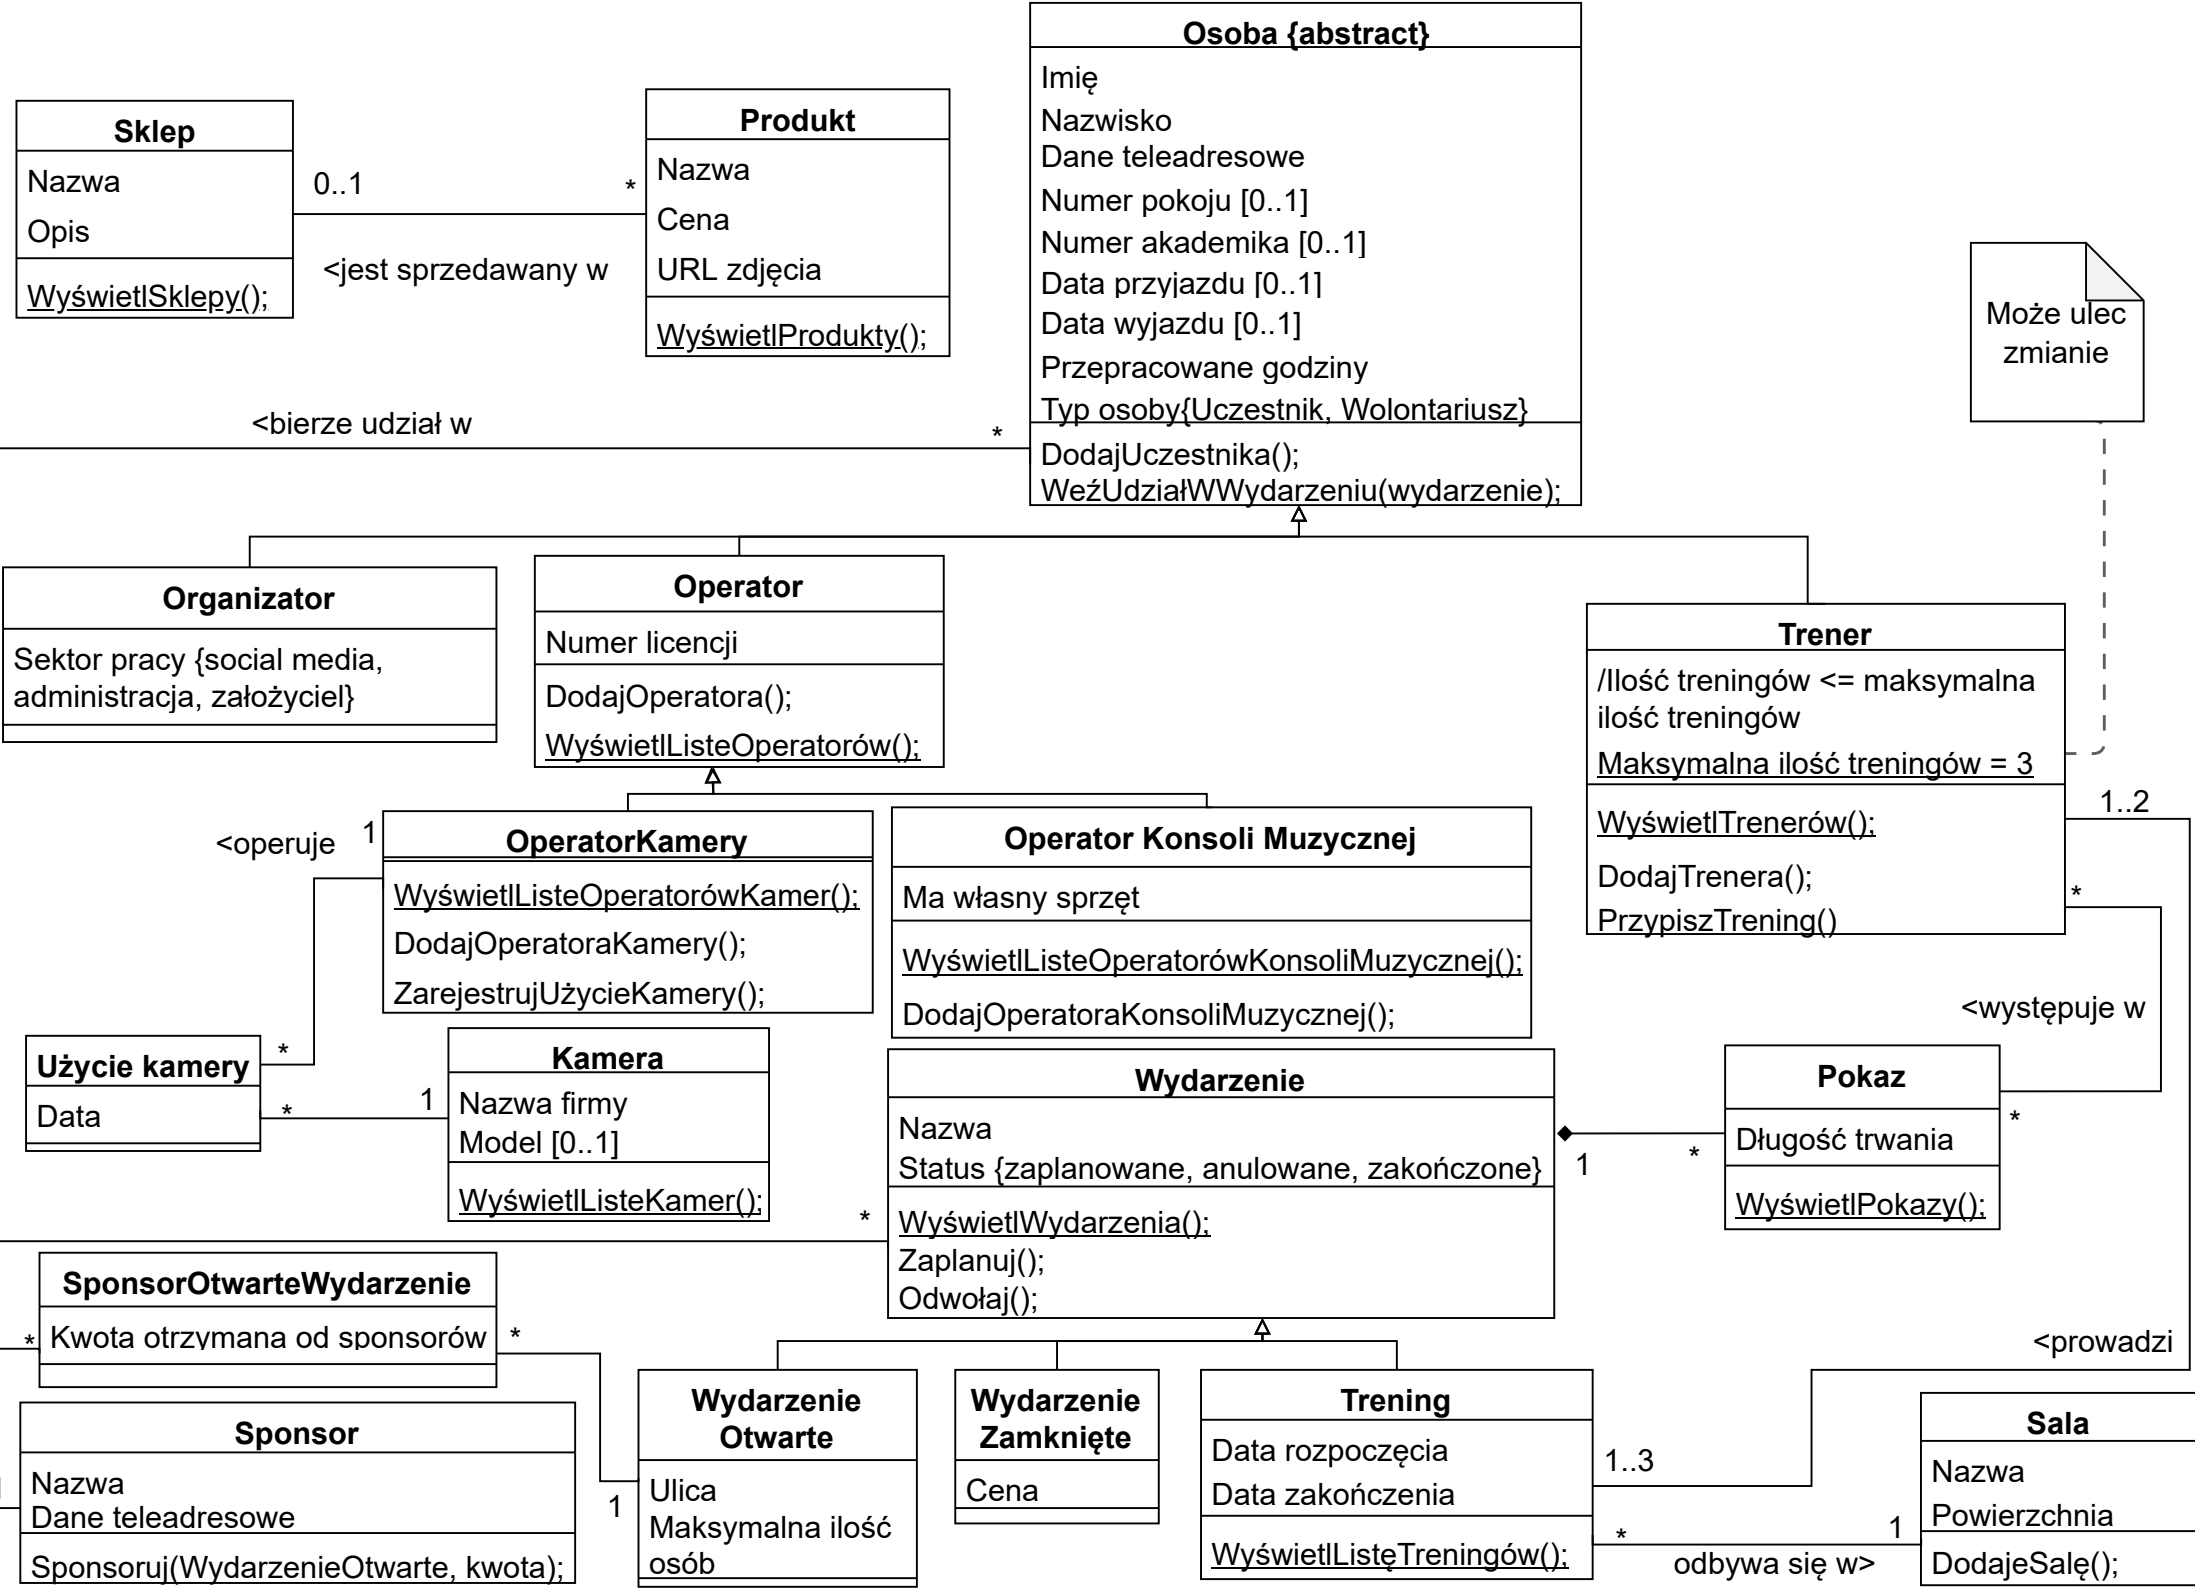 Osoba {abstract}
Imię
Nazwisko
Dane teleadresowe
Numer pokoju [0..1]
Numer akademika [0..1]
Data przyjazdu [0..1]
Data wyjazdu [0..1]
Przepracowane godziny
Typ osoby{Uczestnik, Wolontariusz}
DodajUczestnika();
WeźUdziałWWydarzeniu(wydarzenie);
Sklep
Nazwa
Opis
WyświetlSklepy();
0..1
*
<jest sprzedawany w
Produkt
Nazwa
Cena
URL zdjęcia
WyświetlProdukty();
Może ulec
zmianie
<bierze udział w
*
Organizator
Sektor pracy {social media,
administracja, założyciel}
Operator
Numer licencji
DodajOperatora();
WyświetlListeOperatorów();
Trener
/Ilość treningów <= maksymalna
ilość treningów
Maksymalna ilość treningów = 3
WyświetlTrenerów();
DodajTrenera();
PrzypiszTrening()
1..2
*
<występuje w
<operuje
1
OperatorKamery
WyświetlListeOperatorówKamer();
DodajOperatoraKamery();
ZarejestrujUżycieKamery();
Operator Konsoli Muzycznej
Ma własny sprzęt
WyświetlListeOperatorówKonsoliMuzycznej();
DodajOperatoraKonsoliMuzycznej();
Użycie kamery
Data
*
*
1
Kamera
Nazwa firmy
Model [0..1]
WyświetlListeKamer();
Wydarzenie
Nazwa
Status {zaplanowane, anulowane, zakończone}
WyświetlWydarzenia();
Zaplanuj();
Odwołaj();
*
1
*
Pokaz
Długość trwania
WyświetlPokazy();
*
SponsorOtwarteWydarzenie
Kwota otrzymana od sponsorów
*
*
Sponsor
Nazwa
Dane teleadresowe
Sponsoruj(WydarzenieOtwarte, kwota);
1
Wydarzenie
Otwarte
Ulica
Maksymalna ilość
osób
Wydarzenie
Zamknięte
Cena
Trening
Data rozpoczęcia
Data zakończenia
WyświetlListęTreningów();
<prowadzi
1..3
*
1
odbywa się w>
Sala
Nazwa
Powierzchnia
DodajeSalę();